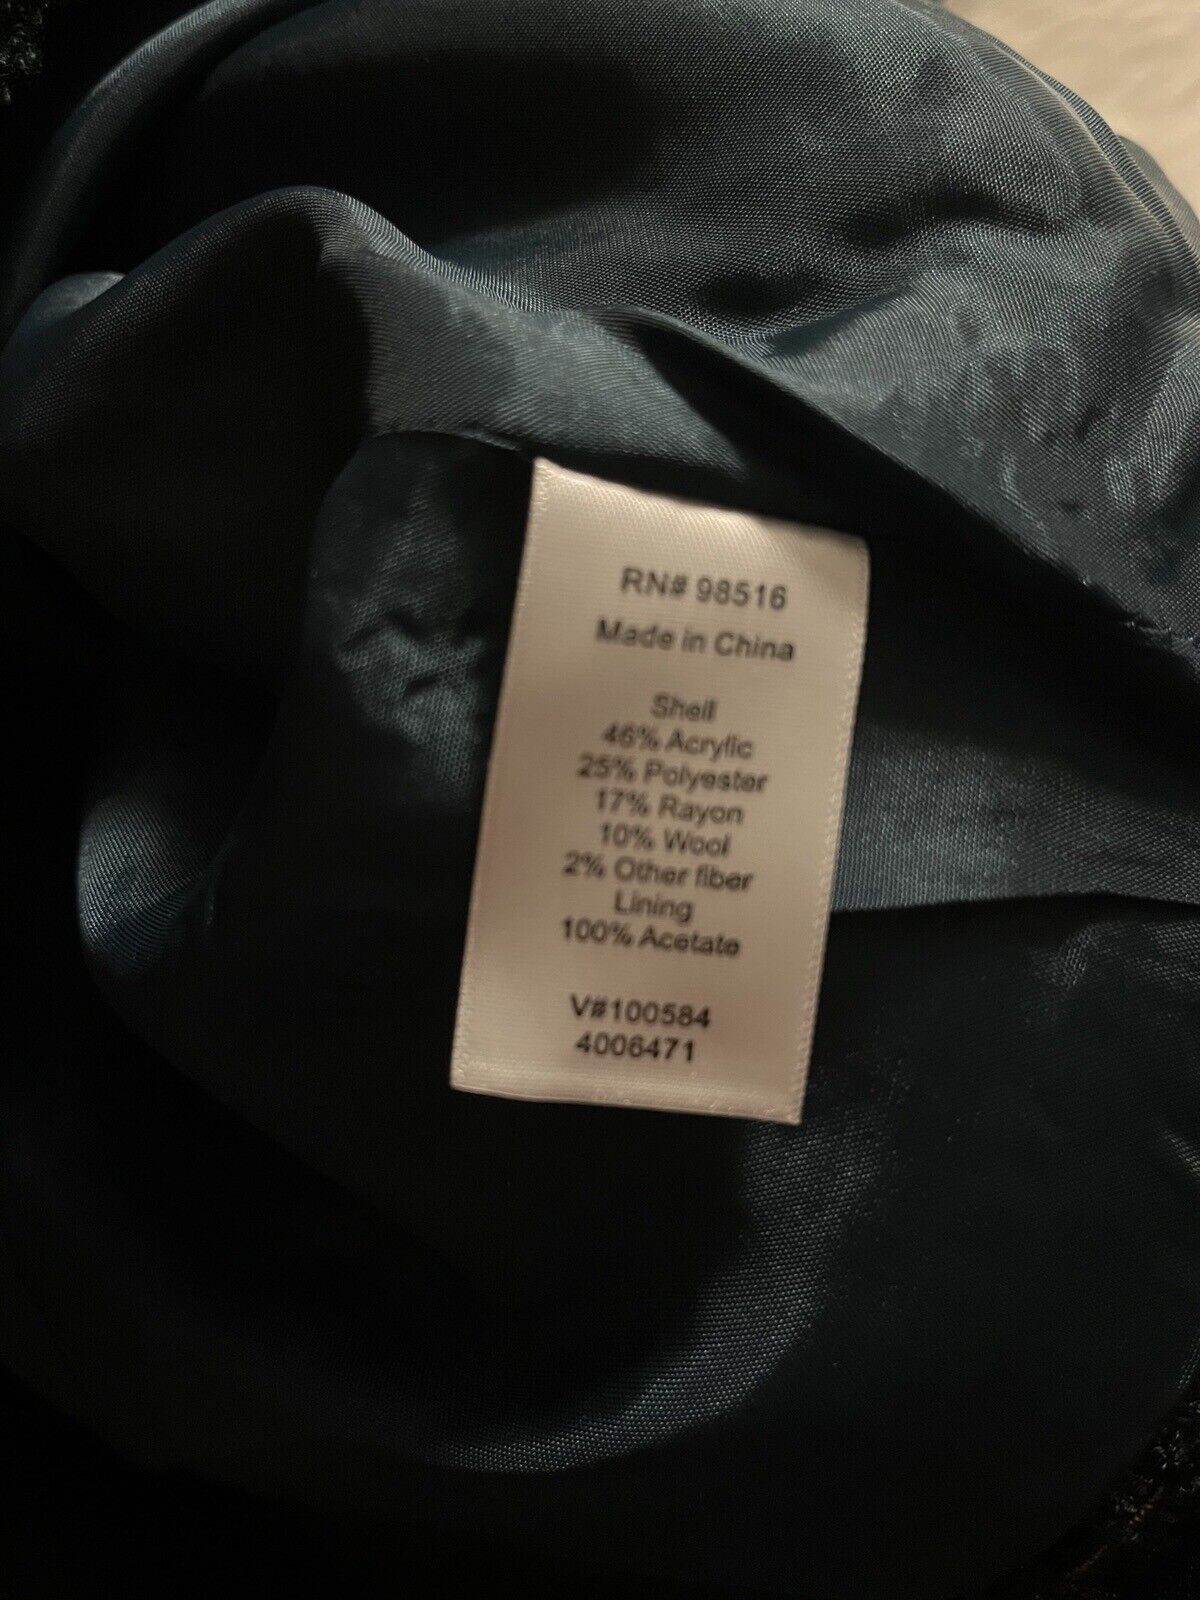 RN# 98516
Made in China
Shell
46% Acrylic
25% Polyester
17% Rayon
10% Wool
2% Other fiber
Lining
100% Acetate
V#100584
4006471